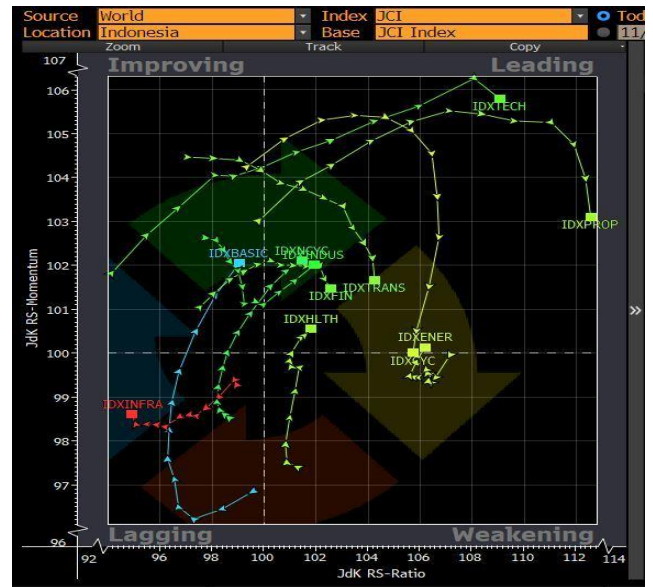 Source World Index JCI Tod
Location Indonesia Base JCI Index 11/
Zoom Track Copy
107
Improving Leading
106
IDXTECH
105
104
103
IDXPROP
IDXBASIC IDXNCYC
IDXINDUS
102
IDXFIN IDXTRANS
101
IDXHLTH
IDXENER
100
99
IDXINFRA
98
97
96
Lagging Weakening
92 94 96 98 100 102 104 106 108 110 112 114
JdK RS-Ratio
JdK RS-Momentum
»